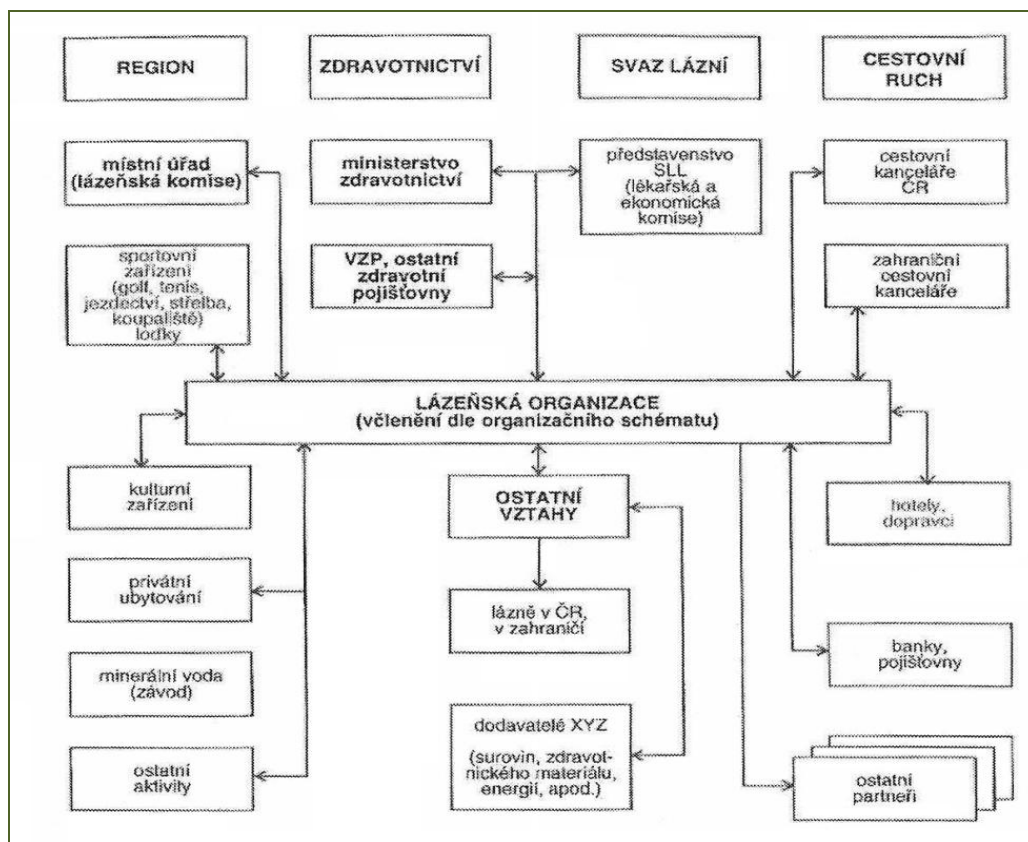 REGION
ZDRAVOTNICTVÍ
SVAZ LÁZNÍ
CESTOVNÍ
RUCH
místní úřad
(lázeňská komise)
ministerstvo
zdravotnictví
představenstvo
SLL
(lékařská a
ekonomická
komise)
cestovní
kanceláře
ČR
sportovní
zařízení
(golf, tenis,
jezdectví, střelba,
koupaliště)
loďky
VZP, ostatní
zdravotní
pojišťovny
zahraniční
cestovní
kanceláře
LÁZEŇSKÁ ORGANIZACE
(včlenění dle organizačního schématu)
kulturní
zařízení
OSTATNÍ
VZTAHY
hotely,
dopravci
privátní
ubytování
lázně v ČR,
v zahraničí
minerální voda
(závod)
banky,
pojišťovny
ostatní
aktivity
dodavatelé XYZ
(surovin, zdravot-
nického materiálu,
energií, apod.)
ostatní
partneři